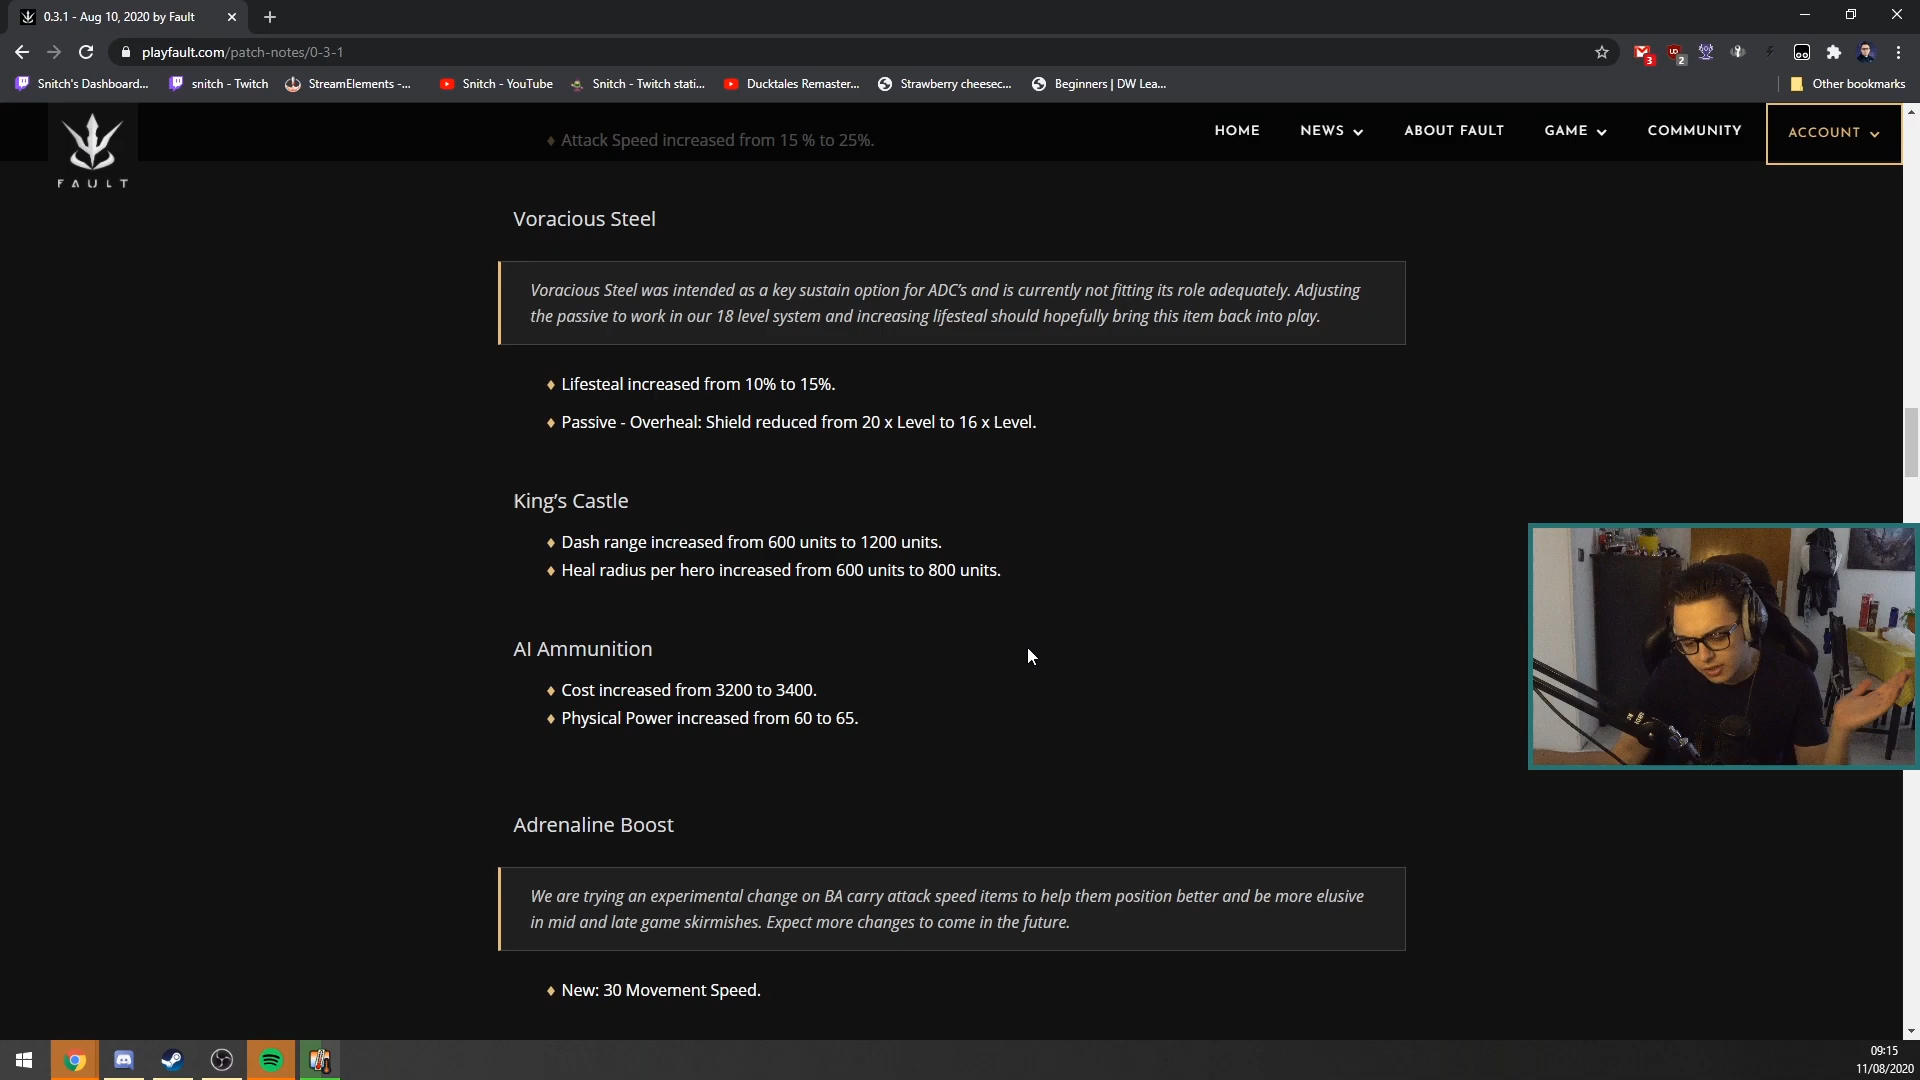 0.3.1 - Aug 10, 2020 by Fault
playfault.com/patch-notes/0-3-1
3
2
Snitch's Dashboard...
snitch - Twitch
StreamElements -...
Snitch - YouTube
Snitch - Twitch stati...
Ducktales Remaster...
Strawberry cheesec...
Beginners | DW Lea...
Other bookmarks
FAULT
HOME
NEWS
ABOUT FAULT
GAME
COMMUNITY
ACCOUNT
Attack Speed increased from 15 % to 25%.
Voracious Steel
Voracious Steel was intended as a key sustain option for ADC's and is currently not fitting its role adequately. Adjusting
the passive to work in our 18 level system and increasing lifesteal should hopefully bring this item back into play.
Lifesteal increased from 10% to 15%.
Passive - Overheal: Shield reduced from 20 x Level to 16 x Level.
King's Castle
Dash range increased from 600 units to 1200 units.
Heal radius per hero increased from 600 units to 800 units.
AI Ammunition
Cost increased from 3200 to 3400.
Physical Power increased from 60 to 65.
Adrenaline Boost
We are trying an experimental change on BA carry attack speed items to help them position better and be more elusive
in mid and late game skirmishes. Expect more changes to come in the future.
New: 30 Movement Speed.
09:15
11/08/2020